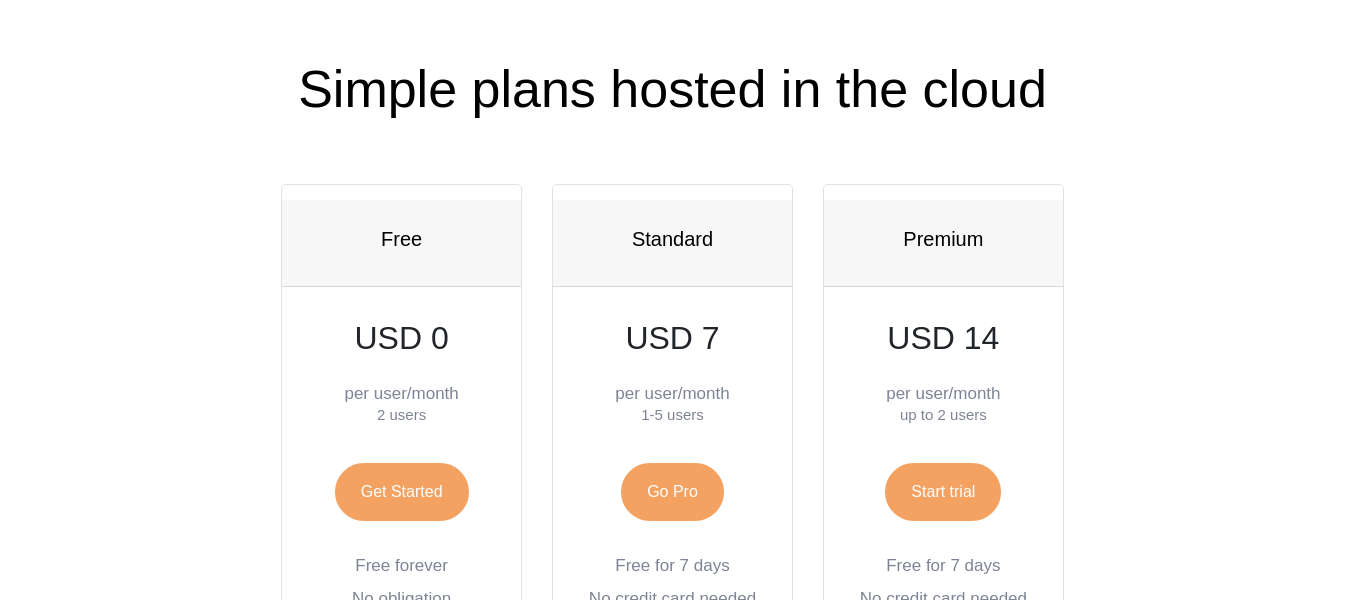 Simple plans hosted in the cloud
Free
USD 0
per user/month
2 users
Get Started
Free forever
No obligation
Standard
USD 7
per user/month
1-5 users
Go Pro
Free for 7 days
No credit card needed
Premium
USD 14
per user/month
up to 2 users
Start trial
Free for 7 days
No credit card needed